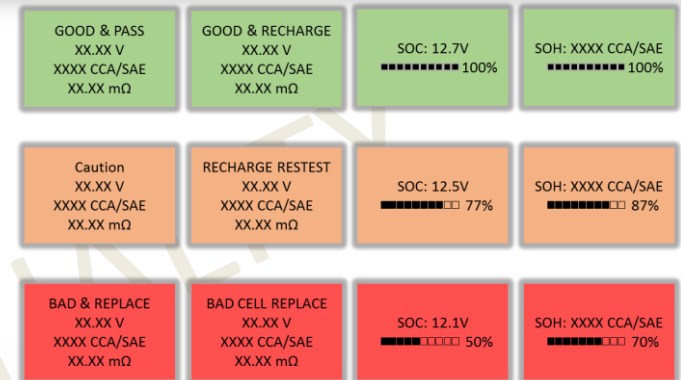 GOOD & PASS
XX.XX V
XXXX CCA/SAE
XX.XX mΩ
GOOD & RECHARGE
XX.XX V
XXXX CCA/SAE
XX.XX mΩ
SOC: 12.7V
■■■■■■■■■■ 100%
SOH: XXXX CCA/SAE
■■■■■■■■■■ 100%
Caution
XX.XX V
XXXX CCA/SAE
XX.XX mΩ
RECHARGE RESTEST
XX.XX V
XXXX CCA/SAE
XX.XX mΩ
SOC: 12.5V
■■■■■■■■□□ 77%
SOH: XXXX CCA/SAE
■■■■■■■■□□ 87%
BAD & REPLACE
XX.XX V
XXXX CCA/SAE
XX.XX mΩ
BAD CELL REPLACE
XX.XX V
XXXX CCA/SAE
XX.XX mΩ
SOC: 12.1V
■■■■■□□□□□ 50%
SOH: XXXX CCA/SAE
■■■■■■■□□□ 70%